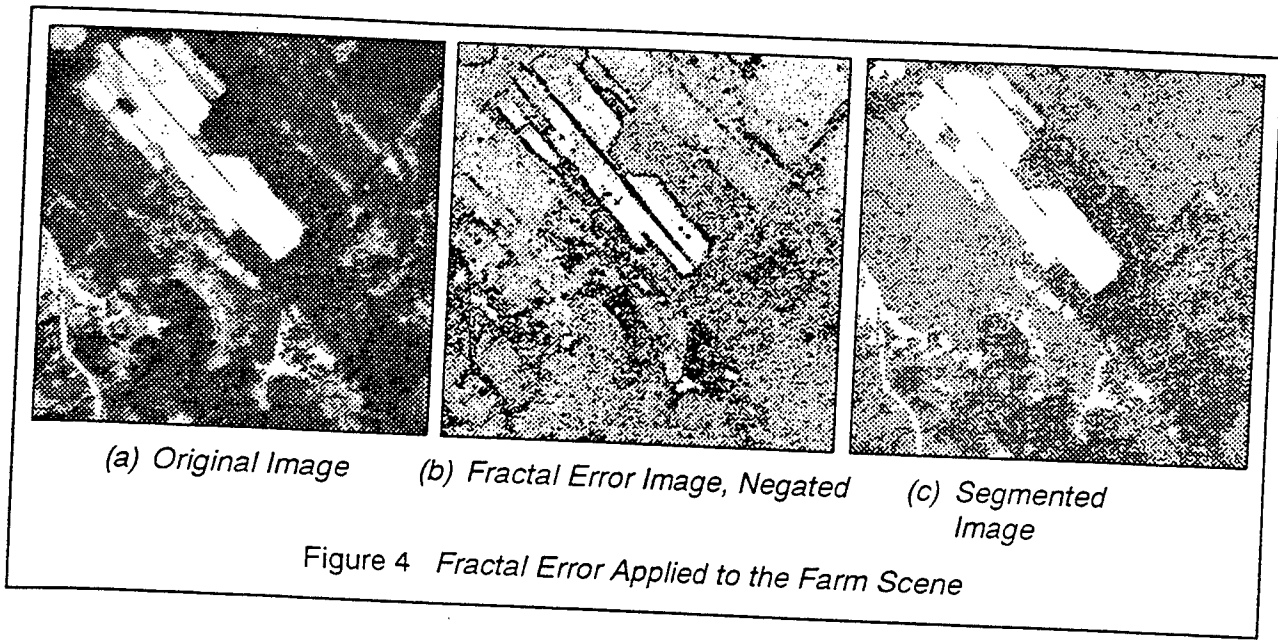 (a) Original Image
(b) Fractal Error Image, Negated
(c) Segmented
Image
Figure 4 Fractal Error Applied to the Farm Scene